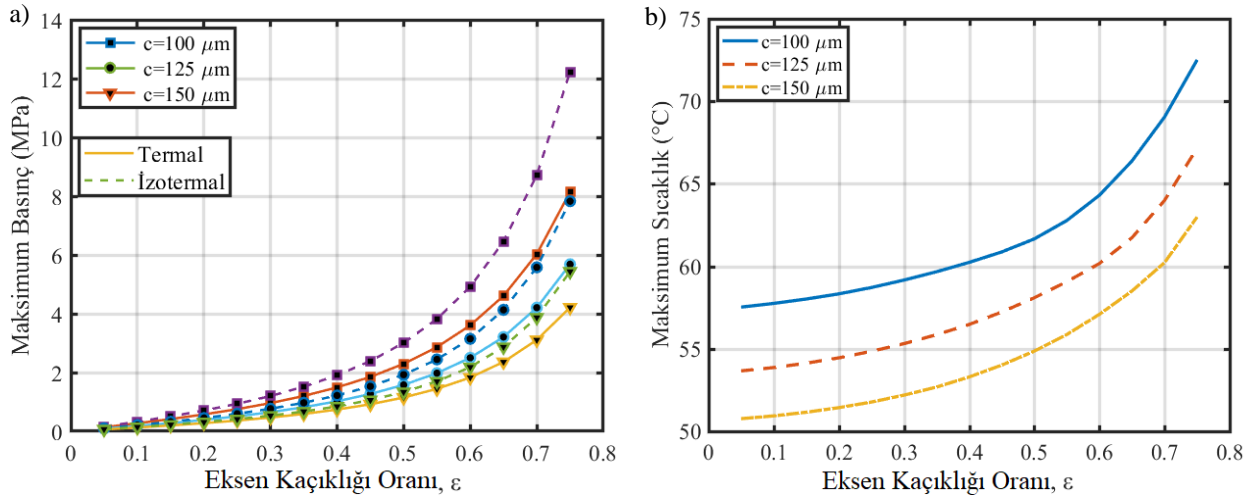 a)
14
12
10
8
6
4
2
0
Maksimum Basınç (MPa)
c=100 μm
c=125 μm
c=150 μm
Termal
İzotermal
0 0.1 0.2 0.3 0.4 0.5 0.6 0.7 0.8
Eksen Kaçıklığı Oranı, ε
b)
75
70
65
60
55
50
Maksimum Sıcaklık (°C)
c=100 μm
c=125 μm
c=150 μm
0 0.1 0.2 0.3 0.4 0.5 0.6 0.7 0.8
Eksen Kaçıklığı Oranı, ε